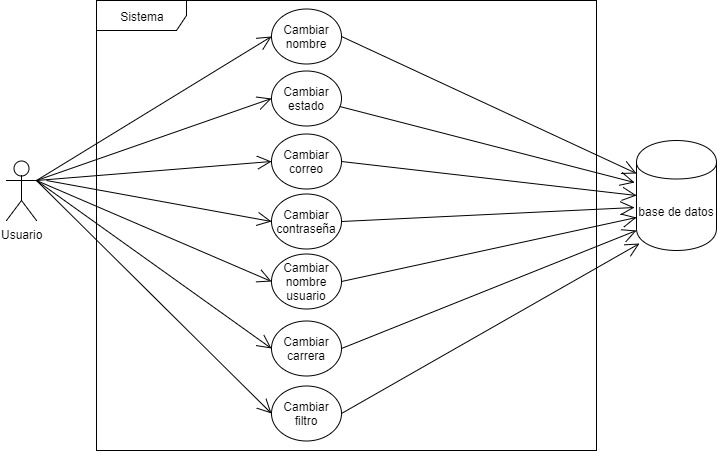 Sistema
Cambiar
nombre
Cambiar
estado
Cambiar
correo
Cambiar
contraseña
Cambiar
nombre
usuario
Cambiar
carrera
Cambiar
filtro
Usuario
base de datos